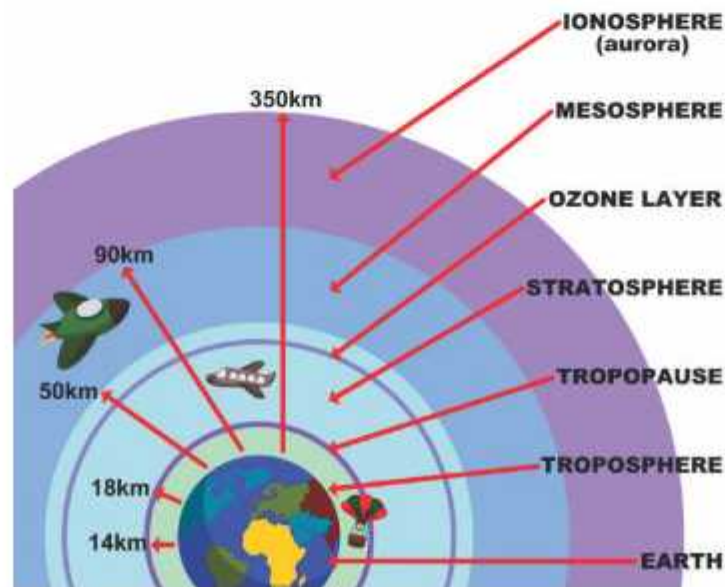 IONOSPHERE
(aurora)
350km
MESOSPHERE
OZONE LAYER
90km
STRATOSPHERE
50km
TROPOPAUSE
TROPOSPHERE
18km
14km
EARTH